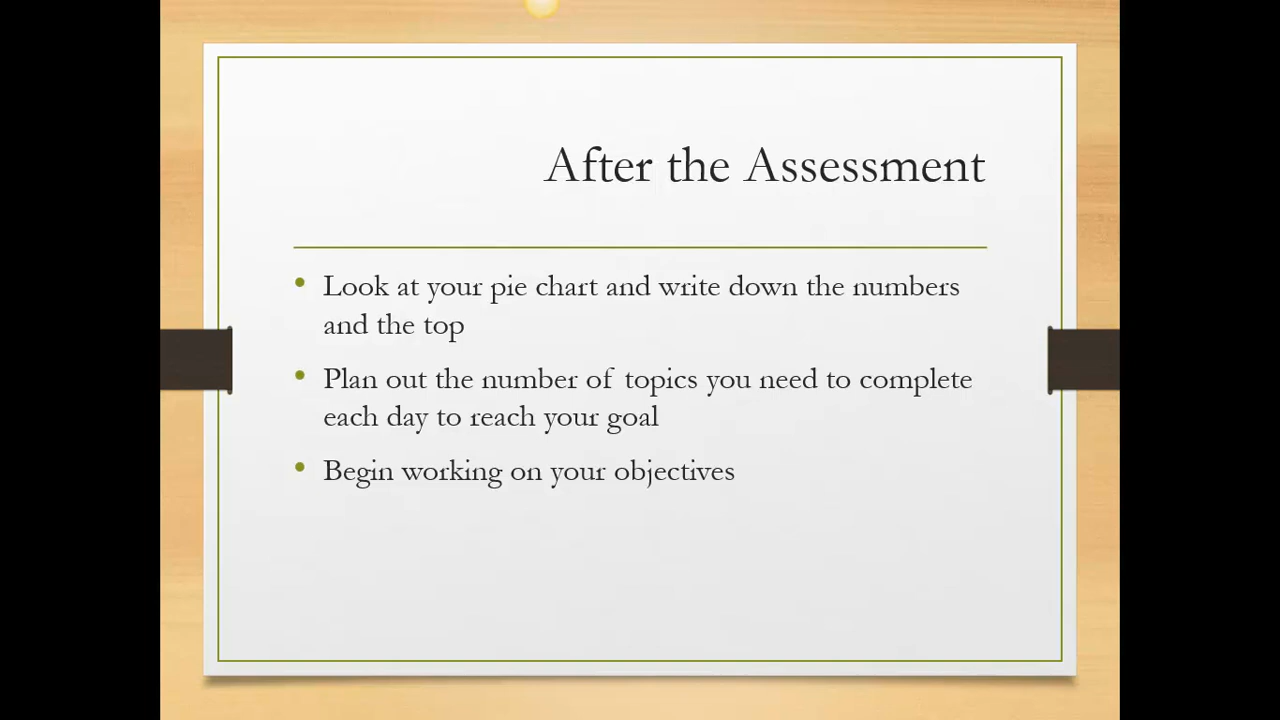 After the Assessment
• Look at your pie chart and write down the numbers
and the top
• Plan out the number of topics you need to complete
each day to reach your goal
• Begin working on your objectives